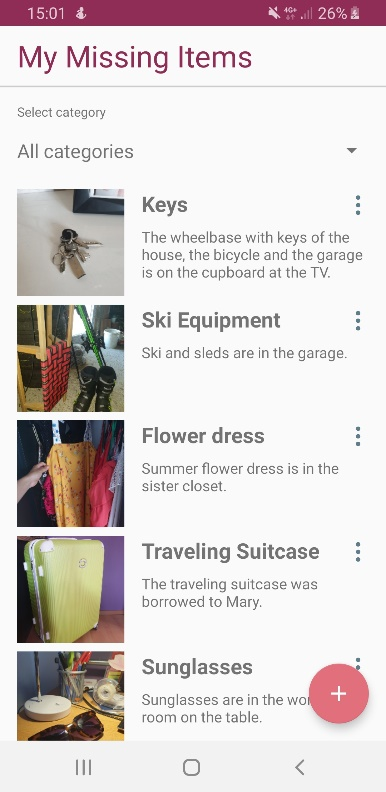 15:01 4G+ 26%
My Missing Items
Select category
All categories
Keys
The wheelbase with keys of the
house, the bicycle and the garage
is on the cupboard at the TV.
Ski Equipment
Ski and sleds are in the garage.
Flower dress
Summer flower dress is in the
sister closet.
Traveling Suitcase
The traveling suitcase was
borrowed to Mary.
Sunglasses
Sunglasses are in the
room on the table.